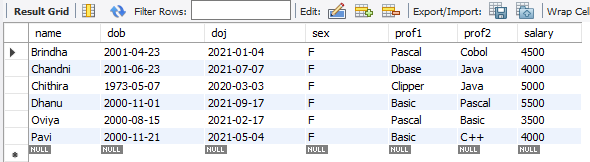 Result Grid Filter Rows: Edit: Export/Import: Wrap Cel
name dob doj sex prof1 prof2 salary
Brindha 2001-04-23 2021-01-04 F Pascal Cobol 4500
Chandni 2001-06-23 2021-07-07 F Dbase Java 4000
Chithira 1973-05-07 2020-03-03 F Clipper Java 5000
Dhanu 2000-11-01 2021-09-17 F Basic Pascal 5500
Oviya 2000-08-15 2021-02-17 F Pascal Basic 3500
Pavi 2000-11-21 2021-05-04 F Basic C++ 4000
NULL NULL NULL NULL NULL NULL NULL